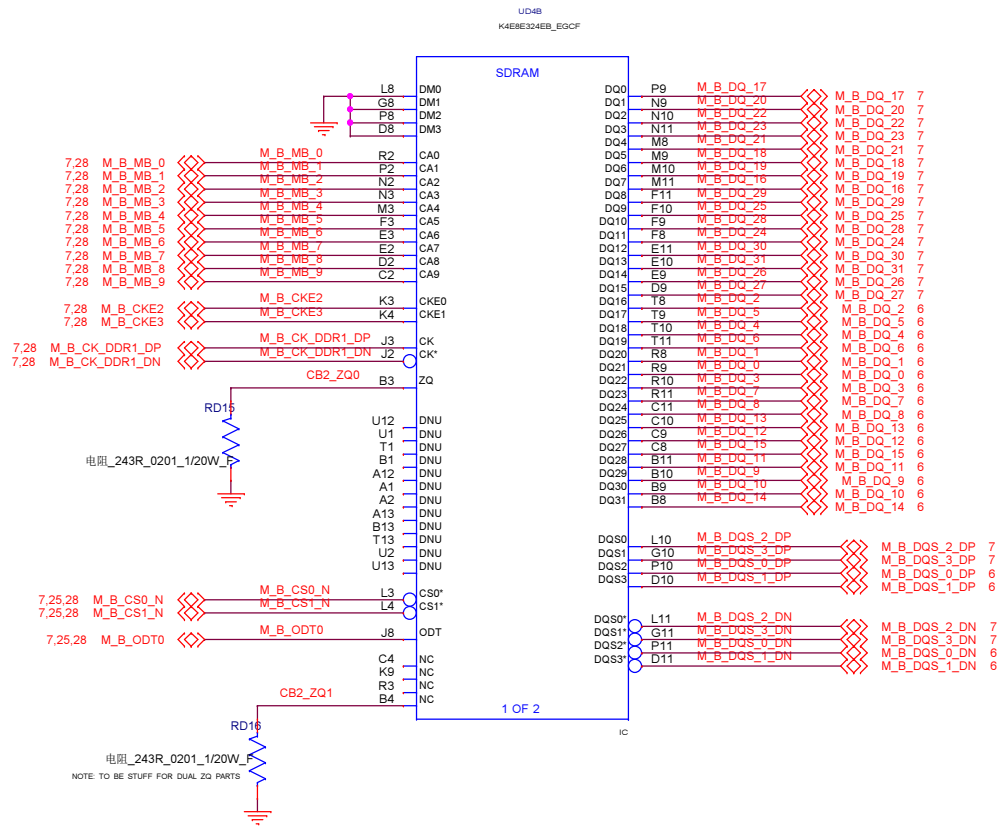 UD4B
K4E8E324EB_EGCF
SDRAM
L8 DM0
G8 DM1
P8 DM2
D8 DM3
7,28 M_B_MB_0 M_B_MB_0 R2 CA0
7,28 M_B_MB_1 M_B_MB_1 P2 CA1
7,28 M_B_MB_2 M_B_MB_2 N2 CA2
7,28 M_B_MB_3 M_B_MB_3 N3 CA3
7,28 M_B_MB_4 M_B_MB_4 M3 CA4
7,28 M_B_MB_5 M_B_MB_5 F3 CA5
7,28 M_B_MB_6 M_B_MB_6 E3 CA6
7,28 M_B_MB_7 M_B_MB_7 E2 CA7
7,28 M_B_MB_8 M_B_MB_8 D2 CA8
7,28 M_B_MB_9 M_B_MB_9 C2 CA9
7,28 M_B_CKE2 M_B_CKE2 K3 CKE0
7,28 M_B_CKE3 M_B_CKE3 K4 CKE1
7,28 M_B_CK_DDR1_DP M_B_CK_DDR1_DP J3 CK
7,28 M_B_CK_DDR1_DN M_B_CK_DDR1_DN J2 CK*
CB2_ZQ0 B3 ZQ
RD15
电阻_243R_0201_1/20W_F
U12 DNU
U1 DNU
T1 DNU
B1 DNU
A12 DNU
A1 DNU
A2 DNU
A13 DNU
B13 DNU
T13 DNU
U2 DNU
U13 DNU
7,25,28 M_B_CS0_N M_B_CS0_N L3 CS0*
7,25,28 M_B_CS1_N M_B_CS1_N L4 CS1*
7,25,28 M_B_ODT0 M_B_ODT0 J8 ODT
C4 NC
K9 NC
R3 NC
CB2_ZQ1 B4 NC
RD16
电阻_243R_0201_1/20W_F
NOTE: TO BE STUFF FOR DUAL ZQ PARTS
DQ0 P9 M_B_DQ_17 M_B_DQ_17 7
DQ1 N9 M_B_DQ_20 M_B_DQ_20 7
DQ2 N10 M_B_DQ_22 M_B_DQ_22 7
DQ3 N11 M_B_DQ_23 M_B_DQ_23 7
DQ4 M8 M_B_DQ_21 M_B_DQ_21 7
DQ5 M9 M_B_DQ_18 M_B_DQ_18 7
DQ6 M10 M_B_DQ_19 M_B_DQ_19 7
DQ7 M11 M_B_DQ_16 M_B_DQ_16 7
DQ8 F11 M_B_DQ_29 M_B_DQ_29 7
DQ9 F10 M_B_DQ_25 M_B_DQ_25 7
DQ10 F9 M_B_DQ_28 M_B_DQ_28 7
DQ11 F8 M_B_DQ_24 M_B_DQ_24 7
DQ12 E11 M_B_DQ_30 M_B_DQ_30 7
DQ13 E10 M_B_DQ_31 M_B_DQ_31 7
DQ14 E9 M_B_DQ_26 M_B_DQ_26 7
DQ15 D9 M_B_DQ_27 M_B_DQ_27 7
DQ16 T8 M_B_DQ_2 M_B_DQ_2 6
DQ17 T9 M_B_DQ_5 M_B_DQ_5 6
DQ18 T10 M_B_DQ_4 M_B_DQ_4 6
DQ19 T11 M_B_DQ_6 M_B_DQ_6 6
DQ20 R8 M_B_DQ_1 M_B_DQ_1 6
DQ21 R9 M_B_DQ_0 M_B_DQ_0 6
DQ22 R10 M_B_DQ_3 M_B_DQ_3 6
DQ23 R11 M_B_DQ_7 M_B_DQ_7 6
DQ24 C11 M_B_DQ_8 M_B_DQ_8 6
DQ25 C10 M_B_DQ_13 M_B_DQ_13 6
DQ26 C9 M_B_DQ_12 M_B_DQ_12 6
DQ27 C8 M_B_DQ_15 M_B_DQ_15 6
DQ28 B11 M_B_DQ_11 M_B_DQ_11 6
DQ29 B10 M_B_DQ_9 M_B_DQ_9 6
DQ30 B9 M_B_DQ_10 M_B_DQ_10 6
DQ31 B8 M_B_DQ_14 M_B_DQ_14 6
DQS0 L10 M_B_DQS_2_DP M_B_DQS_2_DP 7
DQS1 G10 M_B_DQS_3_DP M_B_DQS_3_DP 7
DQS2 P10 M_B_DQS_0_DP M_B_DQS_0_DP 6
DQS3 D10 M_B_DQS_1_DP M_B_DQS_1_DP 6
DQS0* L11 M_B_DQS_2_DN M_B_DQS_2_DN 7
DQS1* G11 M_B_DQS_3_DN M_B_DQS_3_DN 7
DQS2* P11 M_B_DQS_0_DN M_B_DQS_0_DN 6
DQS3* D11 M_B_DQS_1_DN M_B_DQS_1_DN 6
1 OF 2
IC